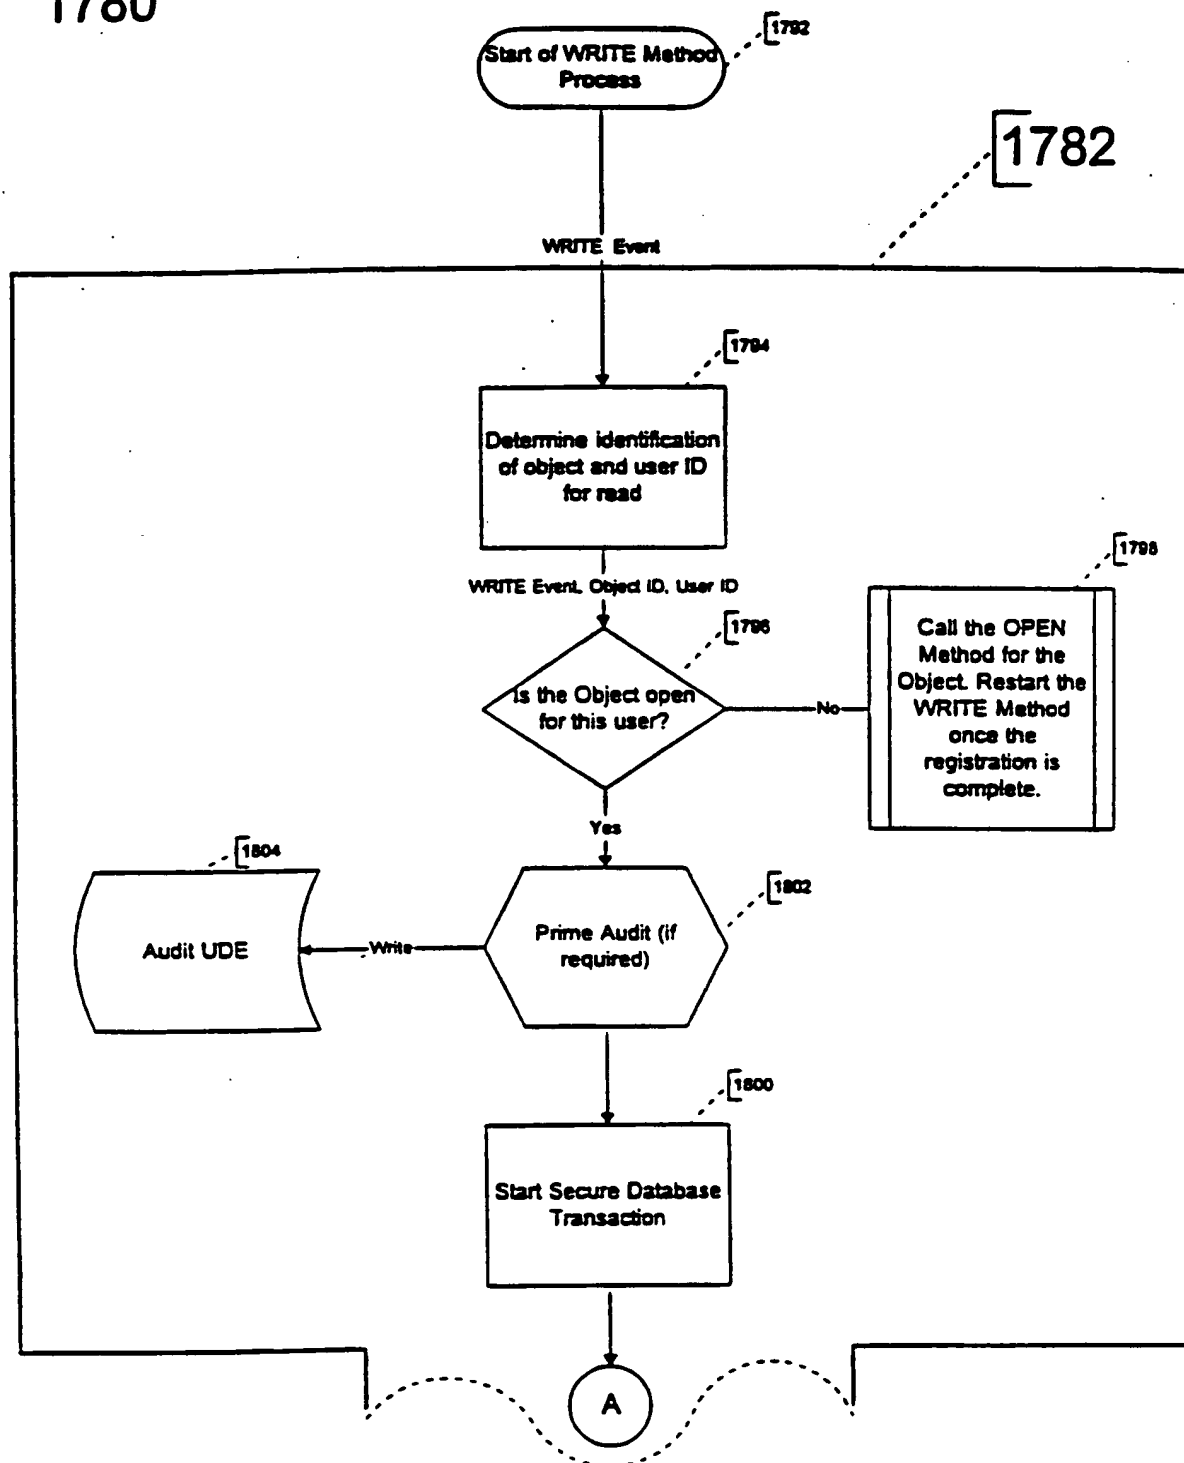 1780
Start of WRITE Method
Process
1792
1782
WRITE Event
1794
Determine identification
of object and user ID
for read
WRITE Event, Object ID, User ID
1796
1798
Is the Object open
for this user?
No
Call the OPEN
Method for the
Object. Restart the
WRITE Method
once the
registration is
complete.
Yes
1804
1802
Audit UDE
Write
Prime Audit (if
required)
1800
Start Secure Database
Transaction
A